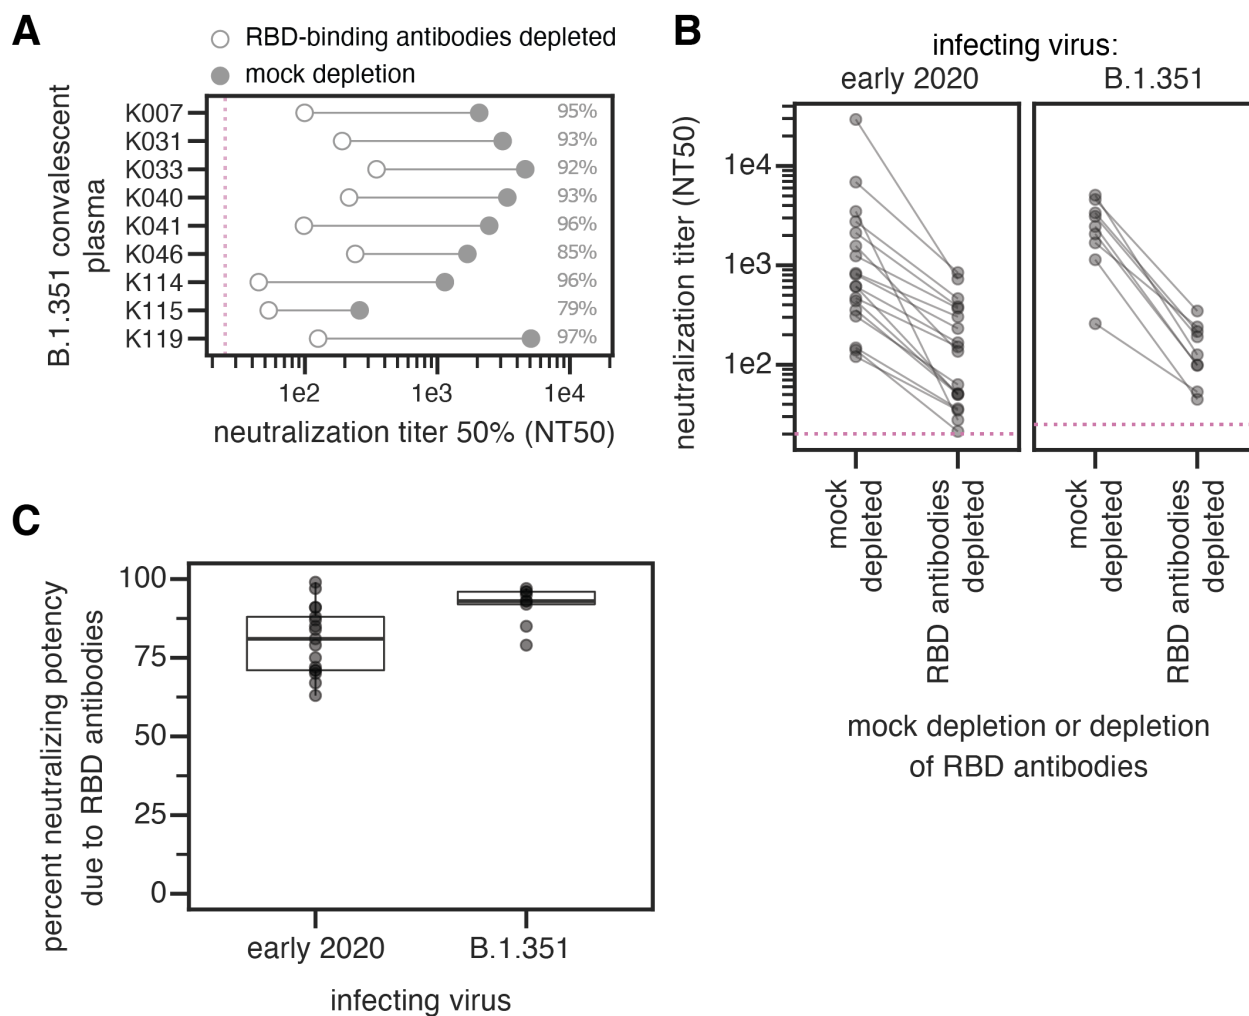 A
RBD-binding antibodies depleted
mock depletion
B.1.351 convalescent
plasma
K007
95%
K031
93%
K033
92%
K040
93%
K041
96%
K046
85%
K114
96%
K115
79%
K119
97%
1e2
1e3
1e4
neutralization titer 50% (NT50)
B
infecting virus:
early 2020
B.1.351
neutralization titer (NT50)
1e4
1e3
1e2
mock
depleted
RBD antibodies
depleted
mock
depleted
RBD antibodies
depleted
mock depletion or depletion
of RBD antibodies
C
percent neutralizing potency
due to RBD antibodies
100
75
50
25
0
early 2020
B.1.351
infecting virus